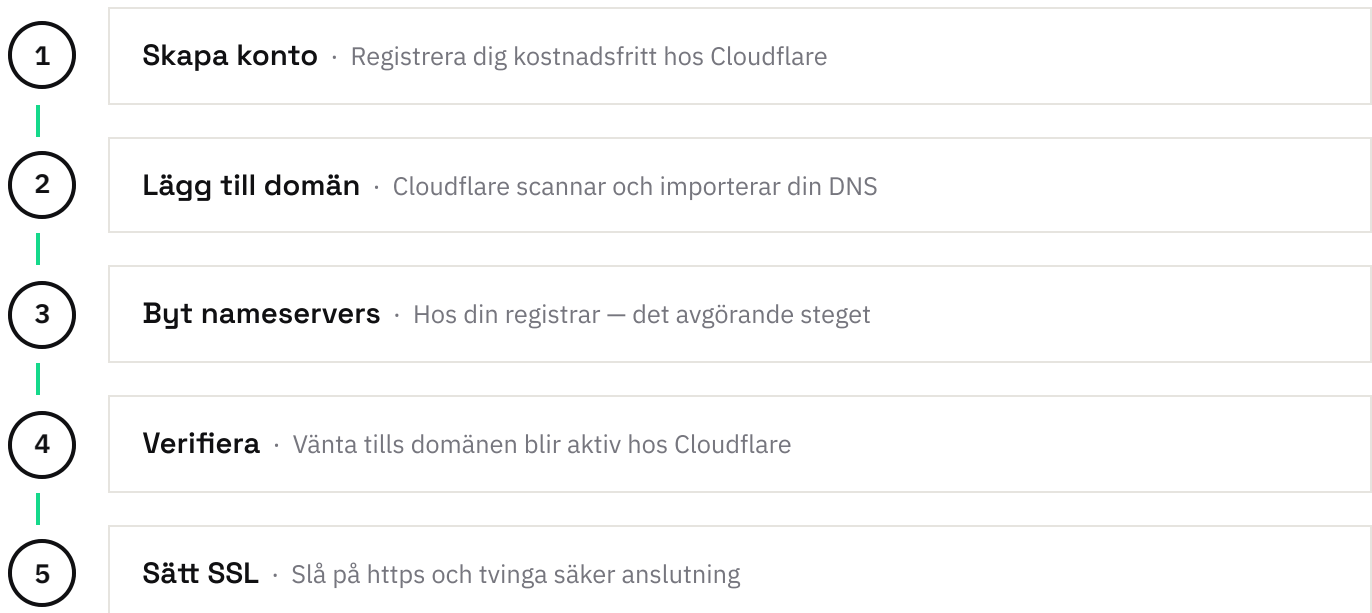 1 Skapa konto · Registrera dig kostnadsfritt hos Cloudflare
2 Lägg till domän · Cloudflare scannar och importerar din DNS
3 Byt nameservers · Hos din registrar — det avgörande steget
4 Verifiera · Vänta tills domänen blir aktiv hos Cloudflare
5 Sätt SSL · Slå på https och tvinga säker anslutning